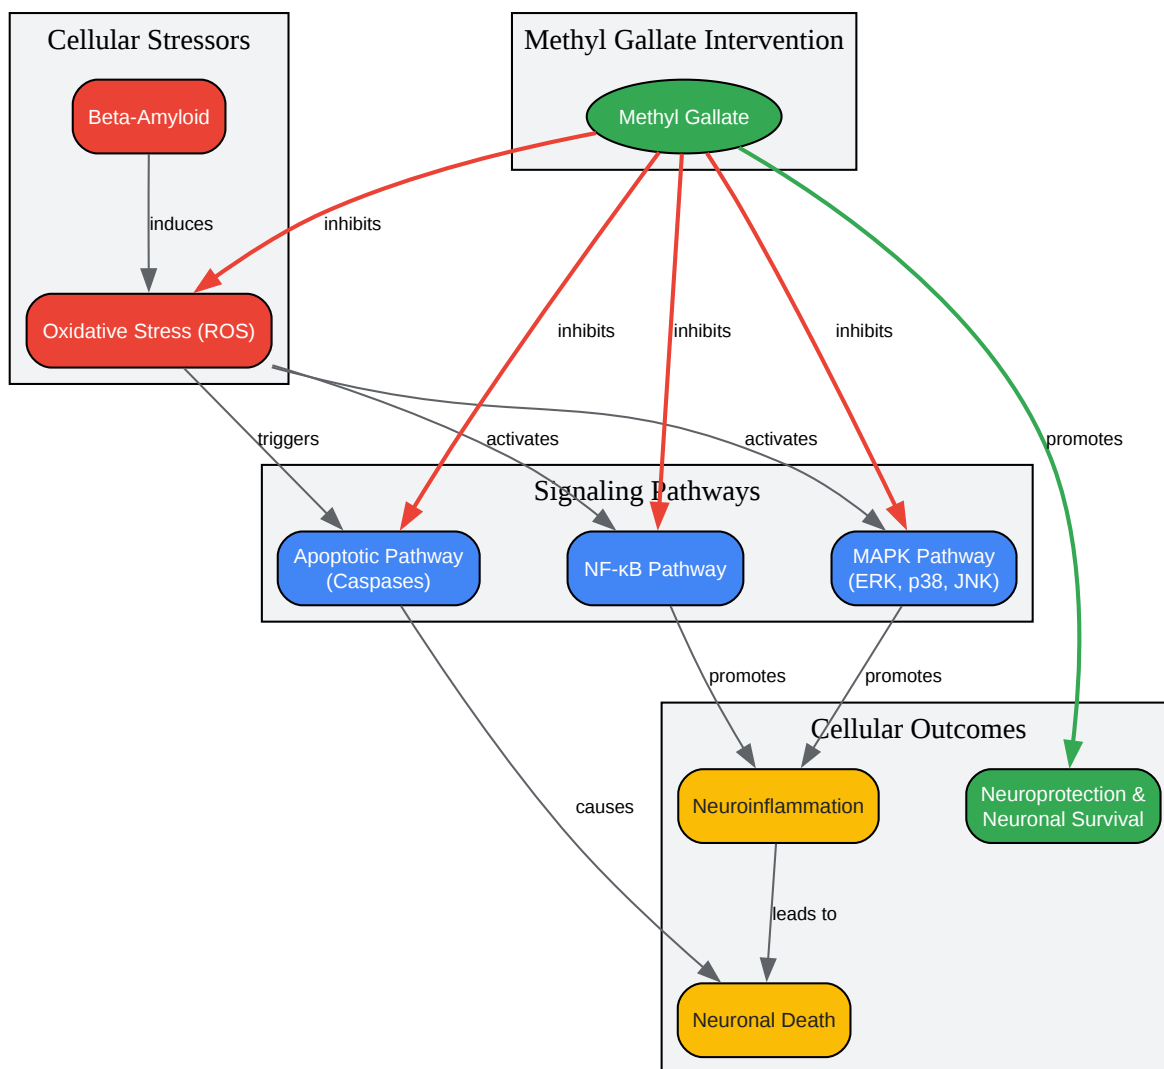 Cellular Stressors
Methyl Gallate Intervention
Beta-Amyloid
Methyl Gallate
induces
inhibits
Oxidative Stress (ROS)
inhibits
inhibits
inhibits
triggers
activates
activates
promotes
Signaling Pathways
Apoptotic Pathway
(Caspases)
NF-κB Pathway
MAPK Pathway
(ERK, p38, JNK)
promotes
promotes
Cellular Outcomes
causes
Neuroinflammation
Neuroprotection &
Neuronal Survival
leads to
Neuronal Death